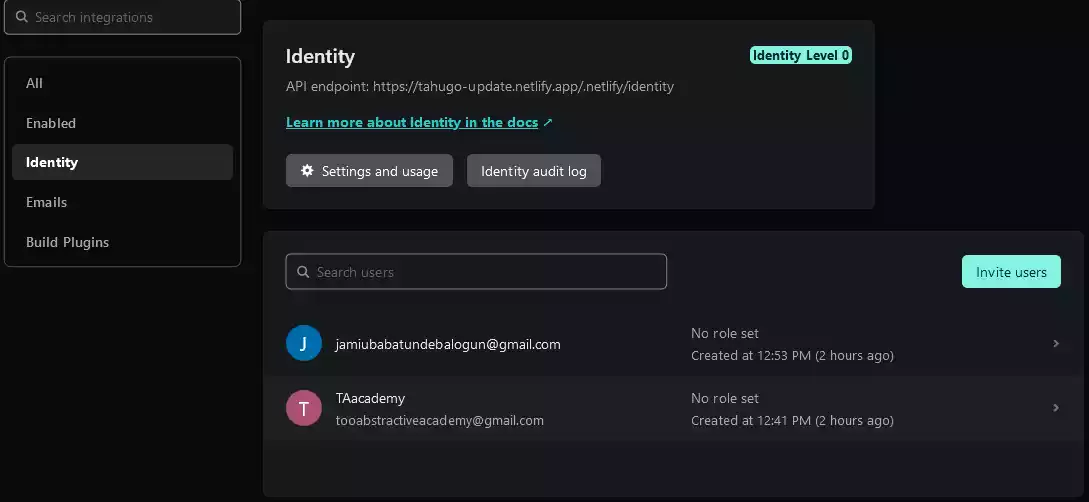 Search integrations
All
Enabled
Identity
Emails
Build Plugins
Identity
Identity Level 0
API endpoint: https://tahugo-update.netlify.app/.netlify/identity
Learn more about Identity in the docs ↗
Settings and usage
Identity audit log
Search users
Invite users
J
jamiubabatundebalogun@gmail.com
No role set
Created at 12:53 PM (2 hours ago)
T
TAacademy
tooabstractiveacademy@gmail.com
No role set
Created at 12:41 PM (2 hours ago)